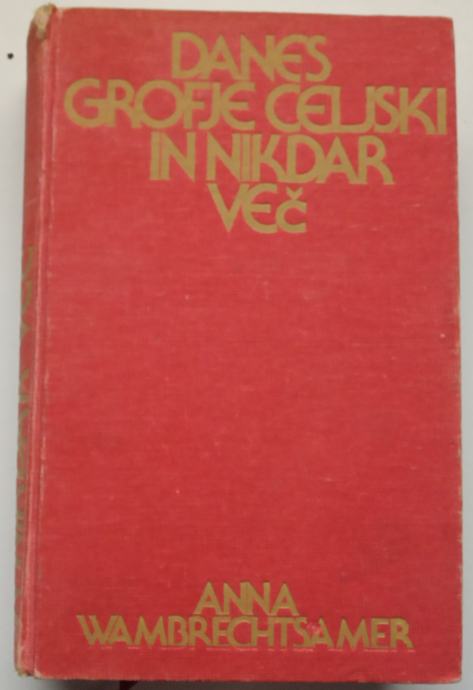 DANES
GROFJE CELJSKI
IN NIKDAR
VEČ
ANNA
WAMBRECHTSAMER